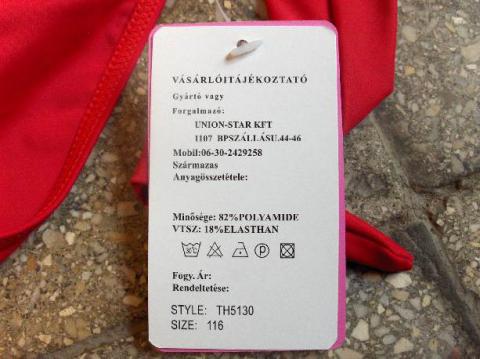 VÁSÁRLÓITÁJÉKOZTATÓ
Gyártó vagy
Forgalmazó:
UNION-STAR KFT
1107 BPSZÁLLÁSU.44-46
Mobil:06-30-2429258
Származas
Anyagösszetétele:
Minősége: 82%POLYAMIDE
VTSZ: 18%ELASTHAN
P
Fogy. Ár:
Rendeltetése:
STYLE: TH5130
SIZE: 116